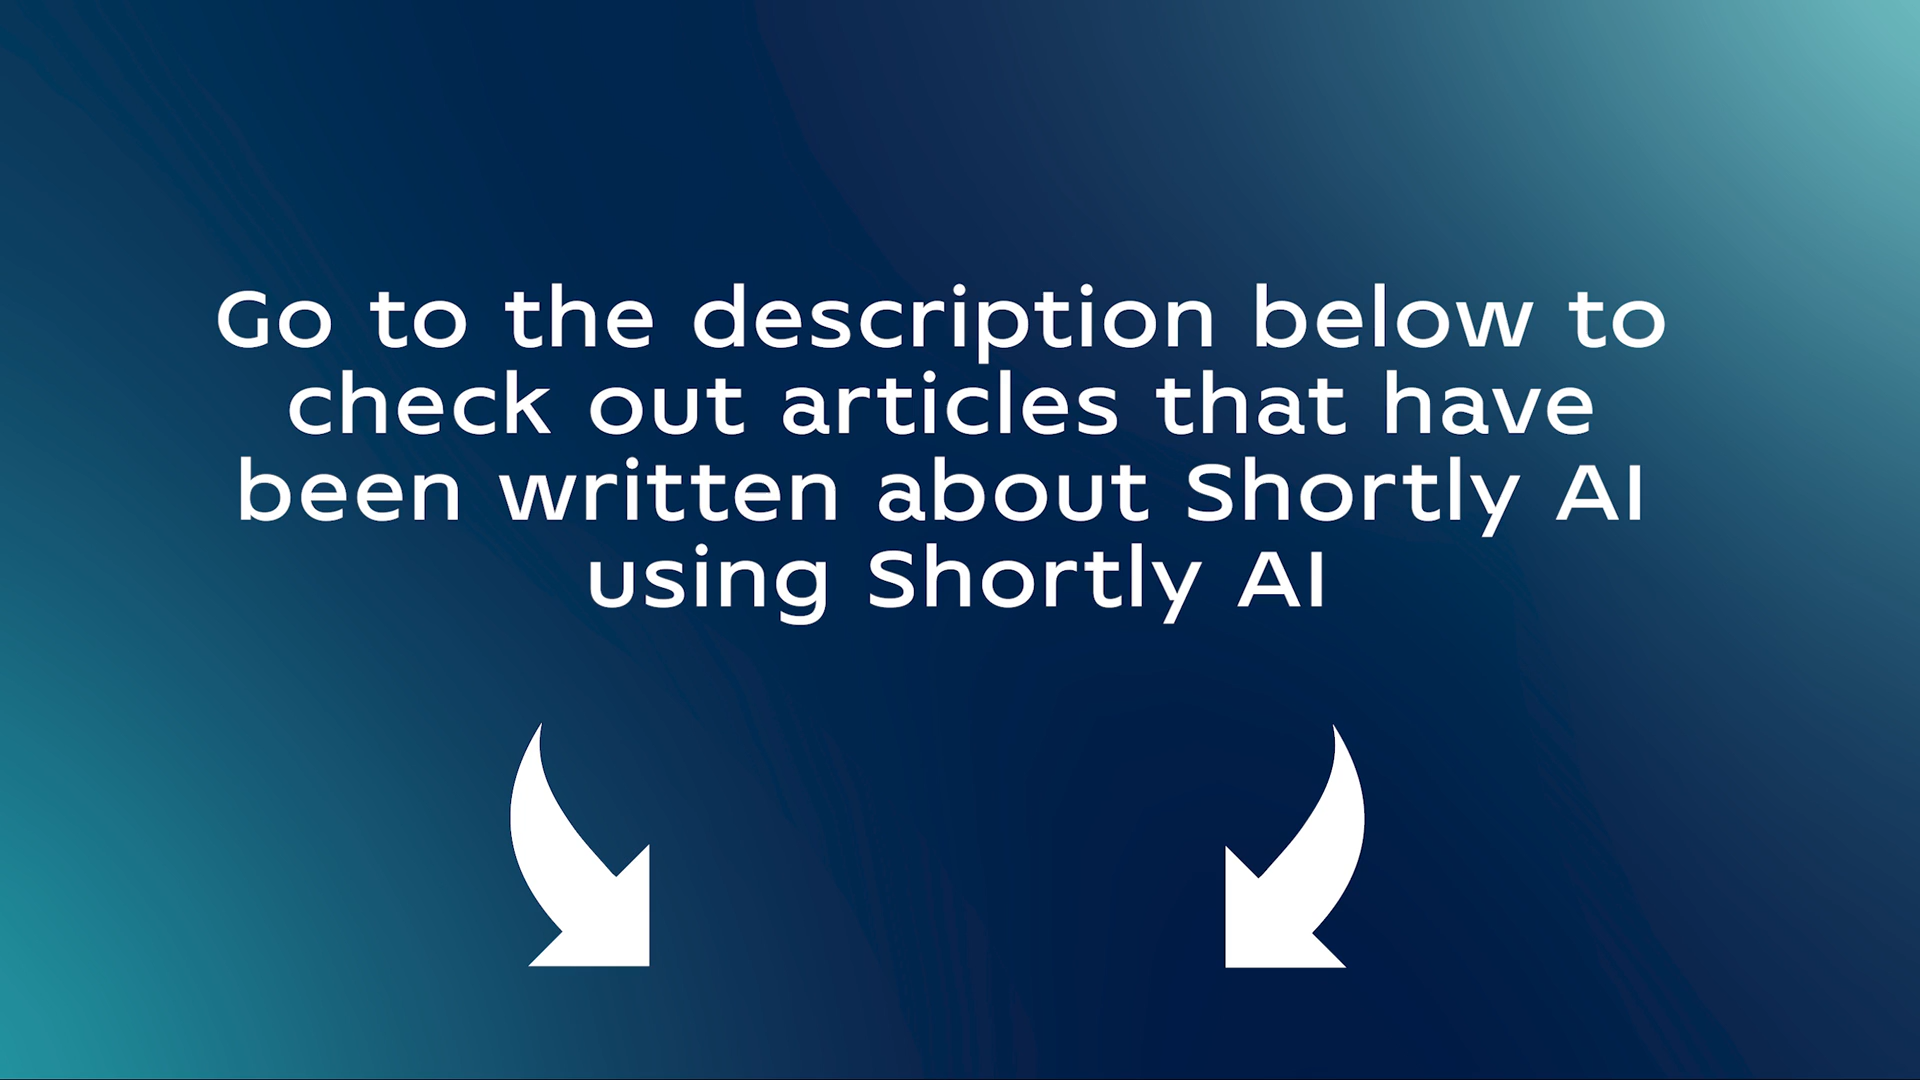 Go to the description below to
check out articles that have
been written about Shortly AI
using Shortly AI